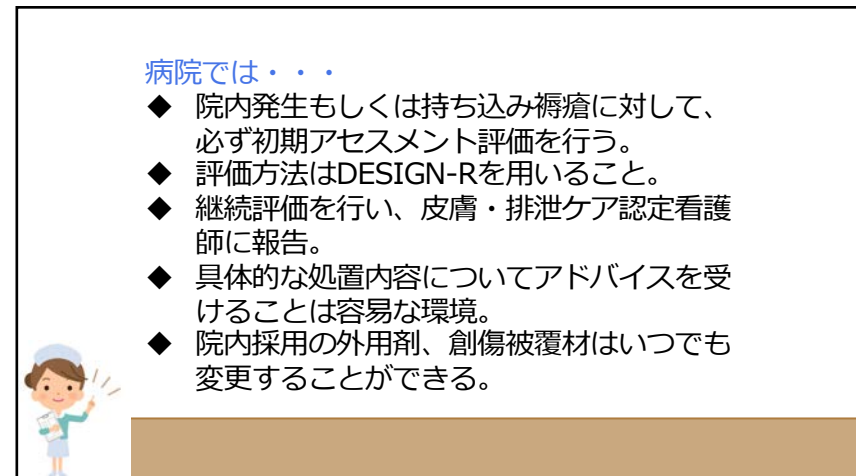 病院では・・・
◆ 院内発生もしくは持ち込み褥瘡に対して、
必ず初期アセスメント評価を行う。
◆ 評価方法はDESIGN-Rを用いること。
◆ 継続評価を行い、皮膚・排泄ケア認定看護
師に報告。
◆ 具体的な処置内容についてアドバイスを受
けることは容易な環境。
◆ 院内採用の外用剤、創傷被覆材はいつでも
変更することができる。